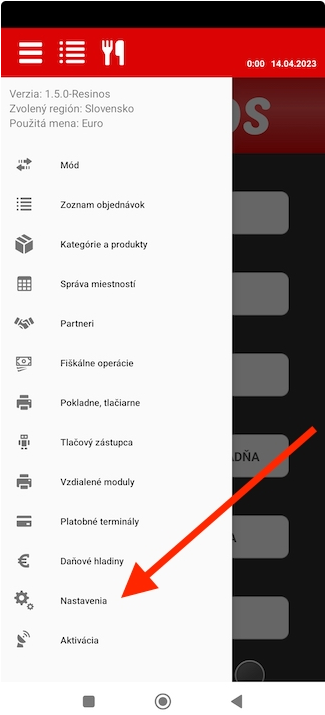 0:00 14.04.2023
Verzia: 1.5.0-Resinos
Zvolený región: Slovensko
Použitá mena: Euro
OS
Mód
Zoznam objednávok
Kategórie a produkty
Správa miestností
Partneri
Fiškálne operácie
Pokladne, tlačiarne
Tlačový zástupca
ADŇA
Vzdialené moduly
Platobné terminály
A
Daňové hladiny
Nastavenia
Aktivácia